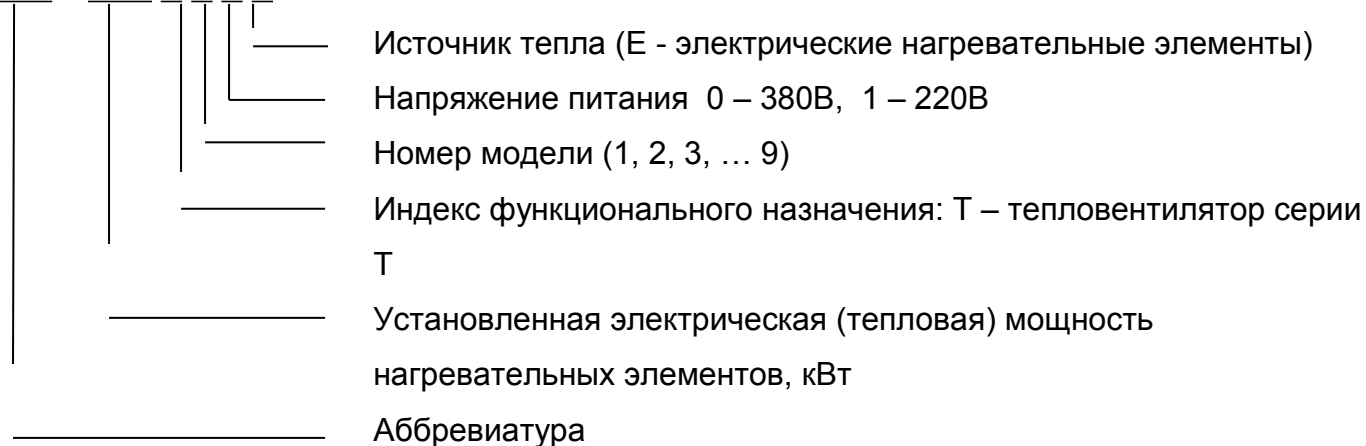 Источник тепла (Е - электрические нагревательные элементы)
Напряжение питания 0 – 380В, 1 – 220В
Номер модели (1, 2, 3, … 9)
Индекс функционального назначения: Т – тепловентилятор серии
Т
Установленная электрическая (тепловая) мощность
нагревательных элементов, кВт
Аббревиатура